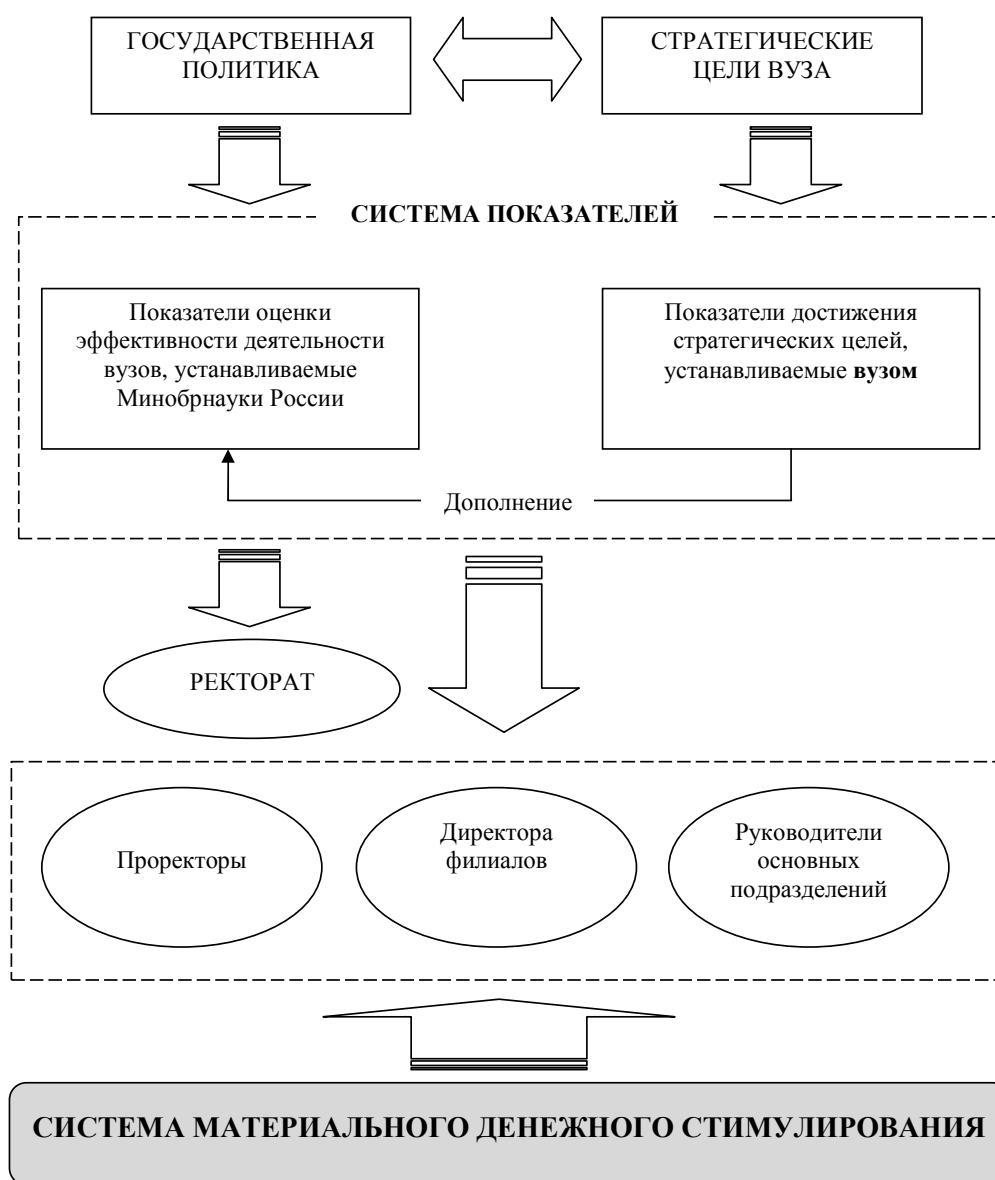 ГОСУДАРСТВЕННАЯ
ПОЛИТИКА
СТРАТЕГИЧЕСКИЕ
ЦЕЛИ ВУЗА
СИСТЕМА ПОКАЗАТЕЛЕЙ
Показатели оценки
эффективности деятельности
вузов, устанавливаемые
Минобрнауки России
Показатели достижения
стратегических целей,
устанавливаемые вузом
Дополнение
РЕКТОРАТ
Проректоры
Директора
филиалов
Руководители
основных
подразделений
СИСТЕМА МАТЕРИАЛЬНОГО ДЕНЕЖНОГО СТИМУЛИРОВАНИЯ